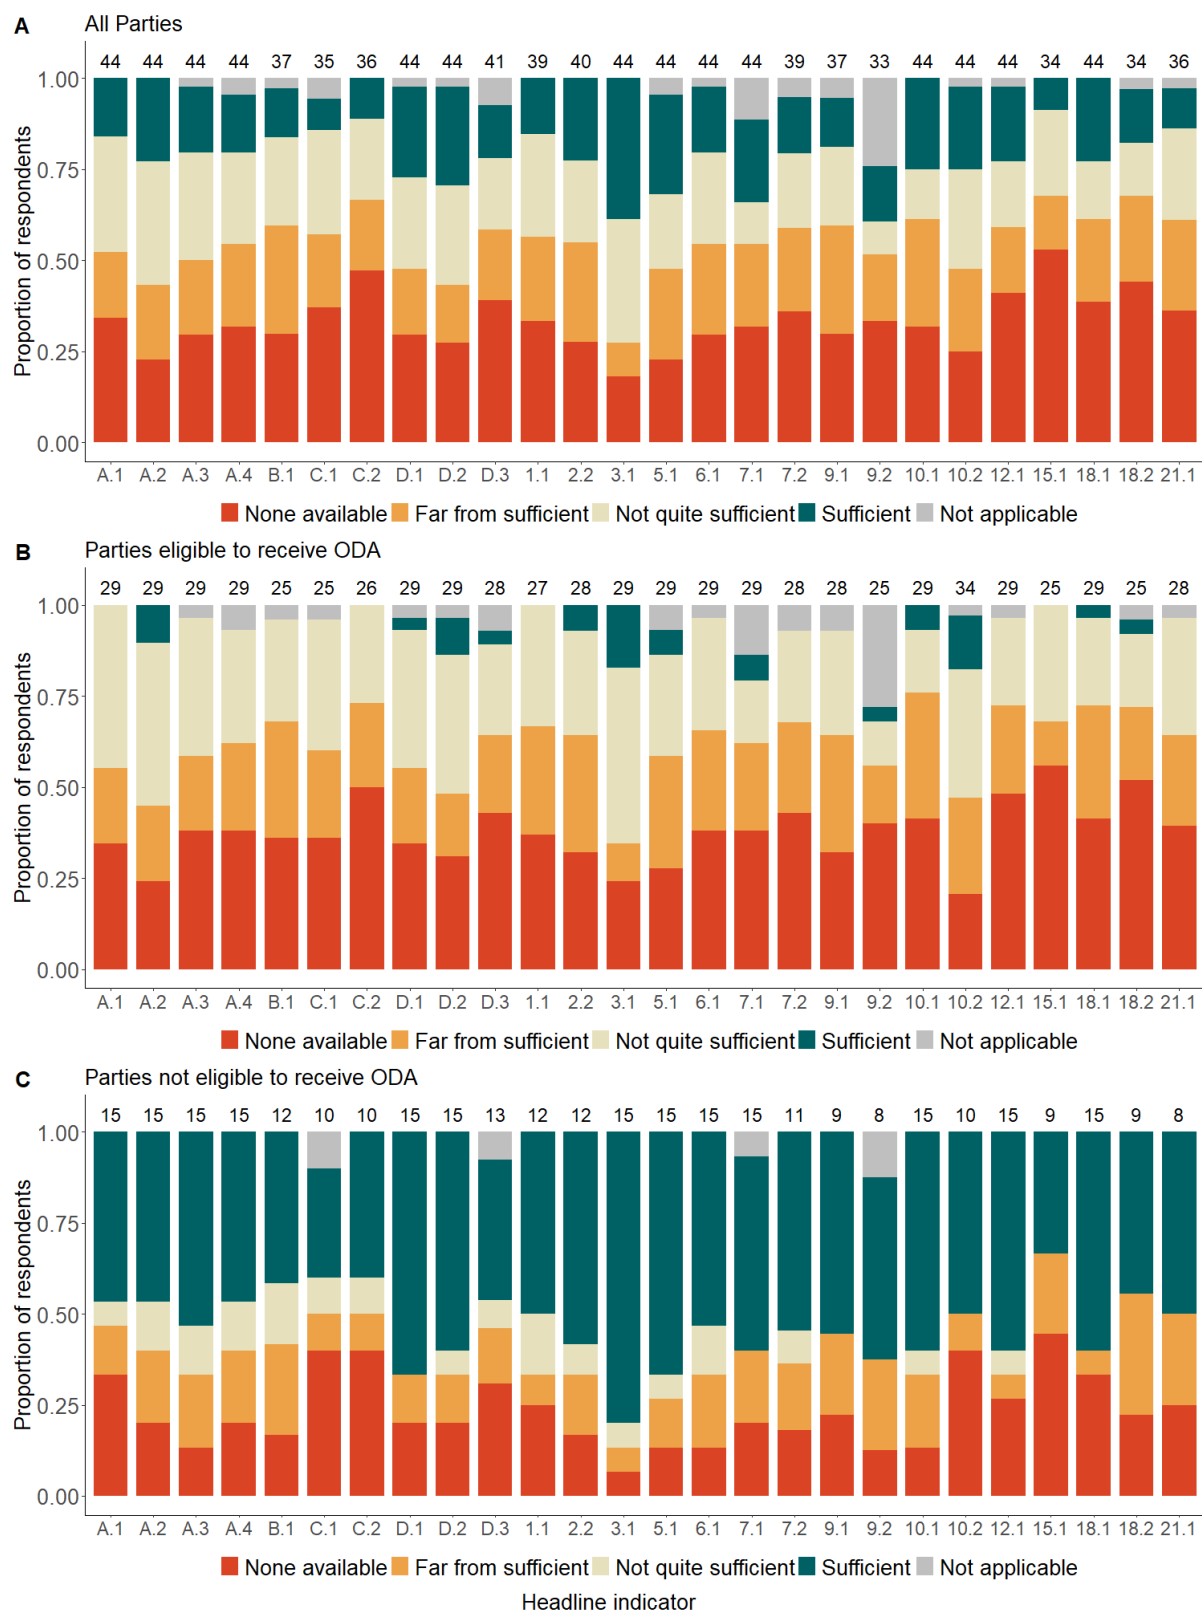 A All Parties
44 44 44 44 37 35 36 44 44 41 39 40 44 44 44 44 39 37 33 44 44 44 34 44 34 36
Proportion of respondents
1.00
0.75
0.50
0.25
0.00
A.1 A.2 A.3 A.4 B.1 C.1 C.2 D.1 D.2 D.3 1.1 2.2 3.1 5.1 6.1 7.1 7.2 9.1 9.2 10.1 10.2 12.1 15.1 18.1 18.2 21.1
None available Far from sufficient Not quite sufficient Sufficient Not applicable
B Parties eligible to receive ODA
29 29 29 29 25 25 26 29 29 28 27 28 29 29 29 29 28 28 25 29 34 29 25 29 25 28
Proportion of respondents
1.00
0.75
0.50
0.25
0.00
A.1 A.2 A.3 A.4 B.1 C.1 C.2 D.1 D.2 D.3 1.1 2.2 3.1 5.1 6.1 7.1 7.2 9.1 9.2 10.1 10.2 12.1 15.1 18.1 18.2 21.1
None available Far from sufficient Not quite sufficient Sufficient Not applicable
C Parties not eligible to receive ODA
15 15 15 15 12 10 10 15 15 13 12 12 15 15 15 15 11 9 8 15 10 15 9 15 9 8
Proportion of respondents
1.00
0.75
0.50
0.25
0.00
A.1 A.2 A.3 A.4 B.1 C.1 C.2 D.1 D.2 D.3 1.1 2.2 3.1 5.1 6.1 7.1 7.2 9.1 9.2 10.1 10.2 12.1 15.1 18.1 18.2 21.1
None available Far from sufficient Not quite sufficient Sufficient Not applicable
Headline indicator